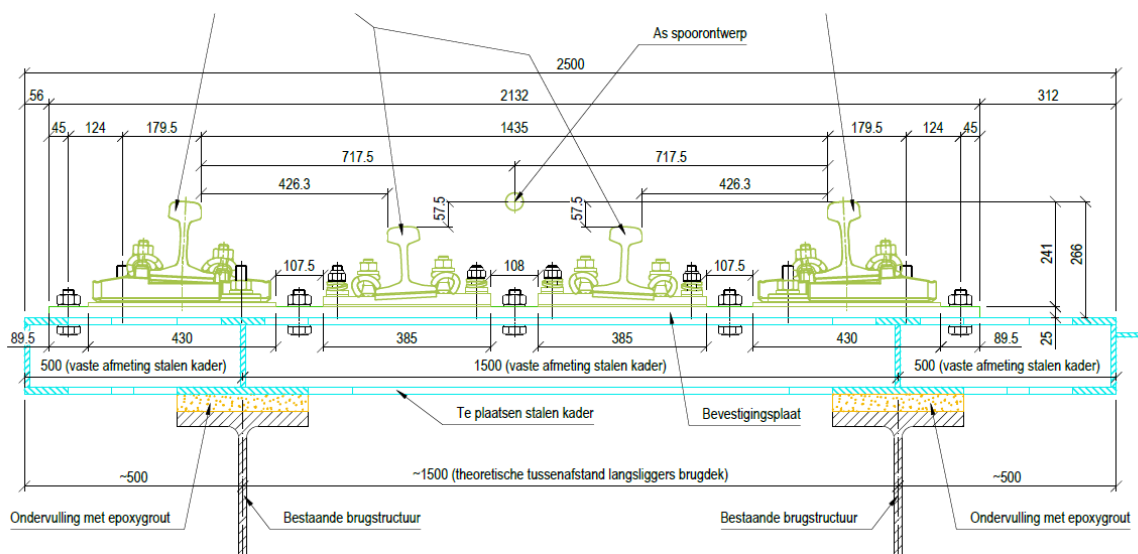 As spoorontwerp
2500
56 2132 312
45 124 179.5 1435 179.5 124 45
717.5 717.5
426.3 57.5 57.5 426.3
241 266
107.5 108 107.5
89.5 430 385 385 430 89.5 25
500 (vaste afmeting stalen kader) 1500 (vaste afmeting stalen kader) 500 (vaste afmeting stalen kader)
Te plaatsen stalen kader Bevestigingsplaat
~500 ~1500 (theoretische tussenafstand langsliggers brugdek) ~500
Ondervulling met epoxygrout Bestaande brugstructuur Bestaande brugstructuur Ondervulling met epoxygrout